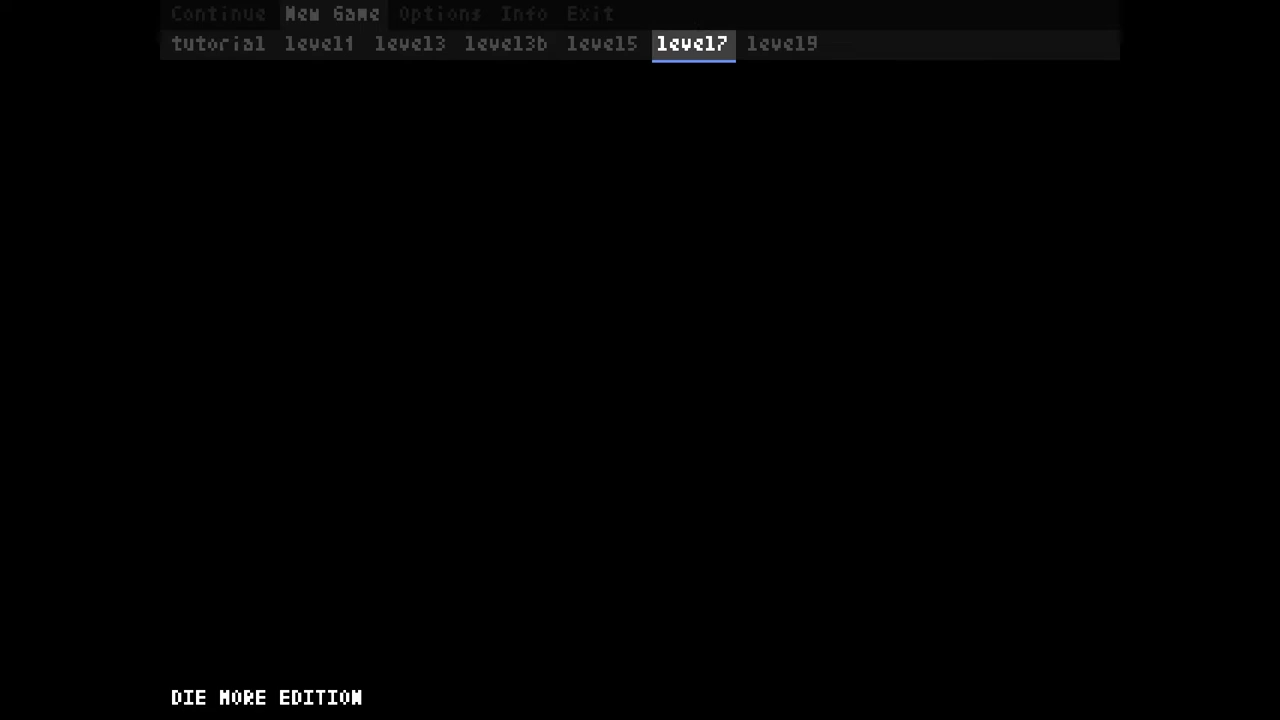 Continue New Game Options Info Exit
tutorial level1 level3 level3b level5 level7 level9
DIE MORE EDITION